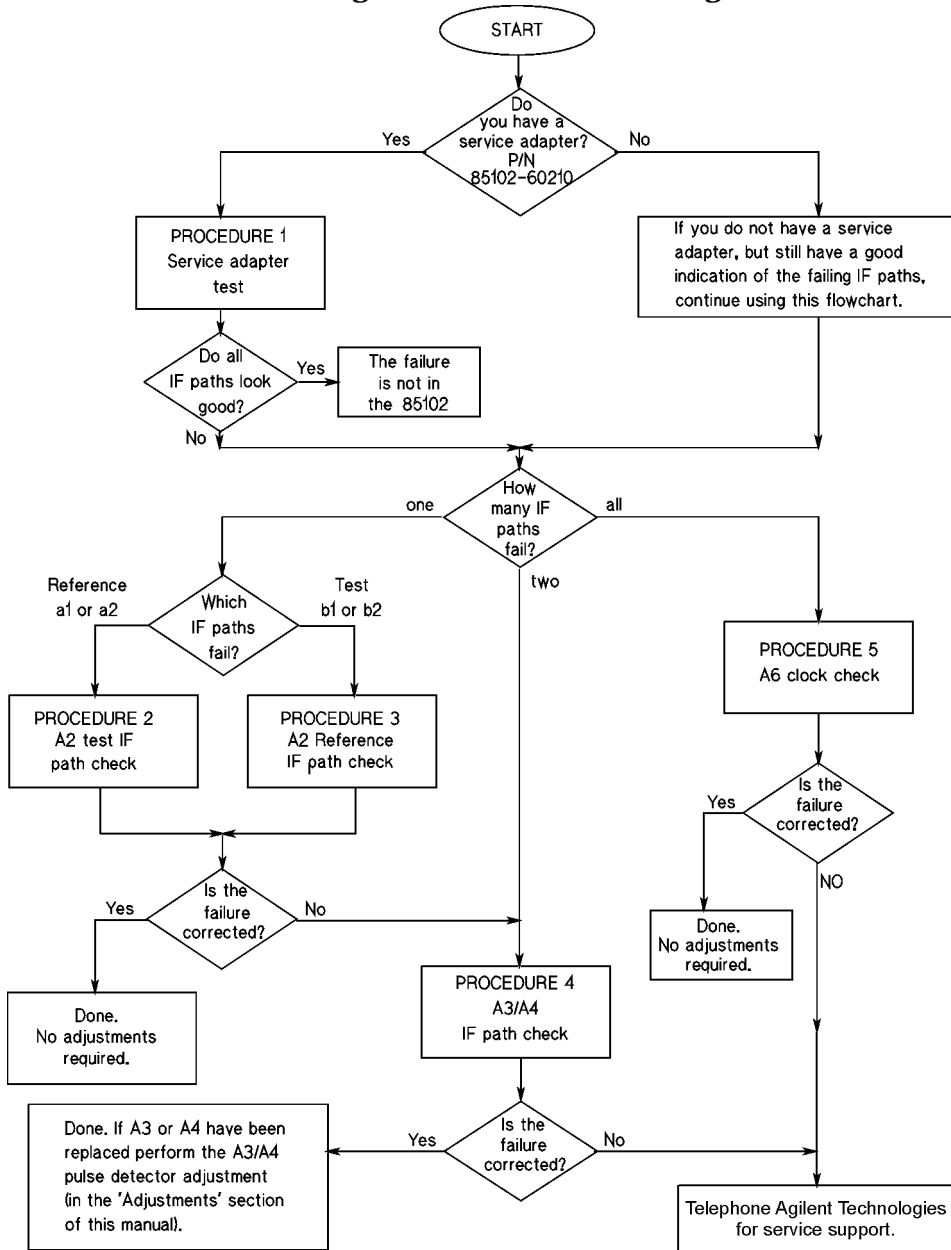 START
Do
you have a
service adapter?
P/N
85102-60210
Yes
No
PROCEDURE 1
Service adapter
test
If you do not have a service
adapter, but still have a good
indication of the failing IF paths,
continue using this flowchart.
Do all
IF paths look
good?
Yes
The failure
is not in
the 85102
No
How
many IF
paths
fail?
one
all
two
Reference
a1 or a2
Which
IF paths
fail?
Test
b1 or b2
PROCEDURE 5
A6 clock check
PROCEDURE 2
A2 test IF
path check
PROCEDURE 3
A2 Reference
IF path check
Is the
failure
corrected?
Yes
NO
Is the
failure
corrected?
Yes
No
Done.
No adjustments
required.
PROCEDURE 4
A3/A4
IF path check
Done.
No adjustments
required.
Done. If A3 or A4 have been
replaced perform the A3/A4
pulse detector adjustment
(in the 'Adjustments' section
of this manual).
Yes
Is the
failure
corrected?
No
Telephone Agilent Technologies
for service support.